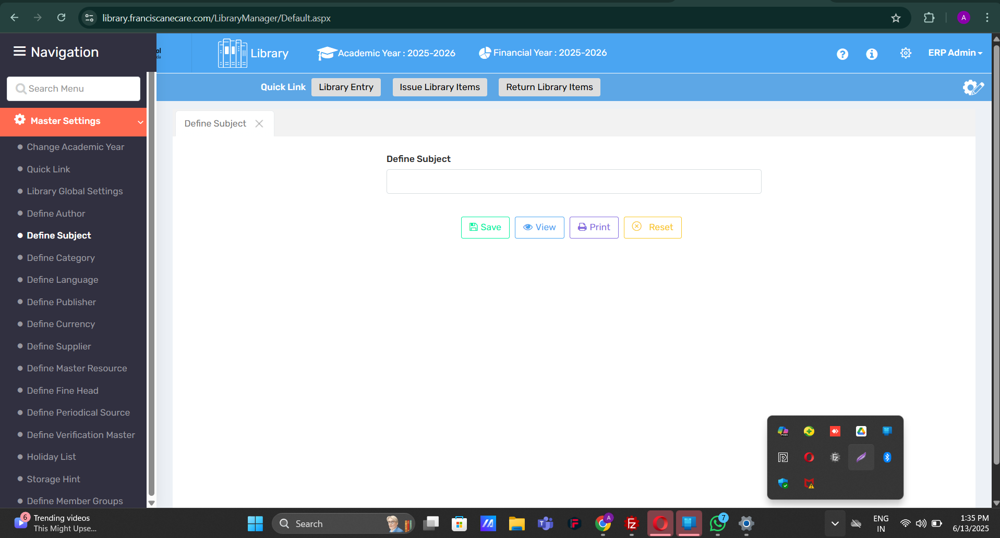 library.franciscanecare.com/LibraryManager/Default.aspx
A
Navigation
Search Menu
Master Settings
Change Academic Year
Quick Link
Library Global Settings
Define Author
Define Subject
Define Category
Define Language
Define Publisher
Define Currency
Define Supplier
Define Master Resource
Define Fine Head
Define Periodical Source
Define Verification Master
Holiday List
Storage Hint
Define Member Groups
ol
da
Library
Academic Year : 2025-2026
Financial Year : 2025-2026
ERP Admin
Quick Link
Library Entry
Issue Library Items
Return Library Items
Define Subject
Define Subject
Save
View
Print
Reset
6
Trending videos
This Might Upse...
Search
A
7
ENG
IN
1:35 PM
6/13/2025